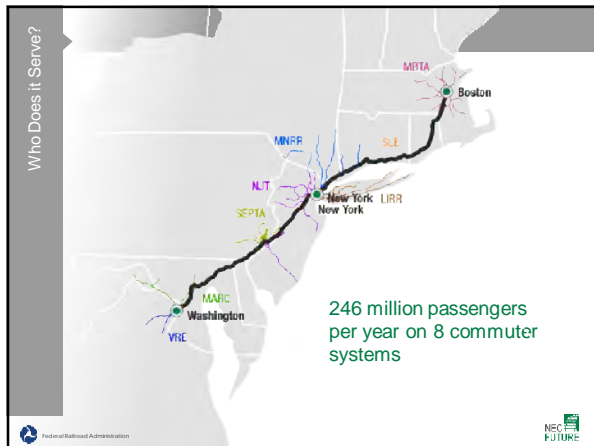 Who Does it Serve?
MBTA
Boston
MNRR
SLE
NJT
New York
LIRR
New York
SEPTA
MARC
Washington
VRE
246 million passengers
per year on 8 commuter
systems
Federal Railroad Administration
NEC
FUTURE